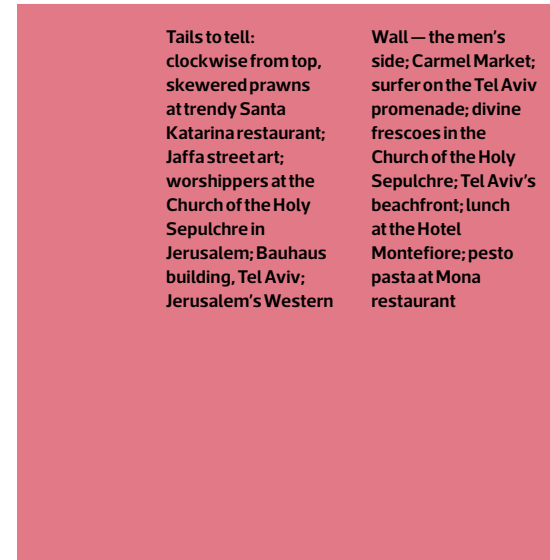 Tails to tell:
clockwise from top,
skewered prawns
at trendy Santa
Katarina restaurant;
Jaffa street art;
worshippers at the
Church of the Holy
Sepulchre in
Jerusalem; Bauhaus
building, Tel Aviv;
Jerusalem's Western
Wall — the men's
side; Carmel Market;
surfer on the Tel Aviv
promenade; divine
frescoes in the
Church of the Holy
Sepulchre; Tel Aviv's
beachfront; lunch
at the Hotel
Montefiore; pesto
pasta at Mona
restaurant